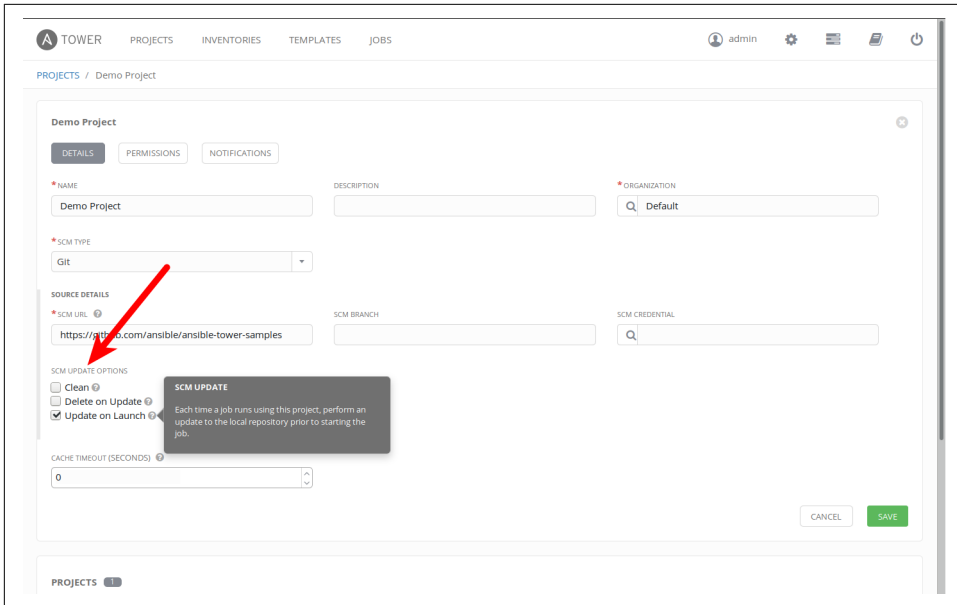 A TOWER PROJECTS INVENTORIES TEMPLATES JOBS admin
PROJECTS / Demo Project
Demo Project
DETAILS PERMISSIONS NOTIFICATIONS
* NAME DESCRIPTION * ORGANIZATION
Demo Project Default
* SCM TYPE
Git
SOURCE DETAILS
* SCM URL ? SCM BRANCH SCM CREDENTIAL
https://github.com/ansible/ansible-tower-samples
SCM UPDATE OPTIONS
Clean ?
Delete on Update ?
Update on Launch ?
SCM UPDATE
Each time a job runs using this project, perform an
update to the local repository prior to starting the
job.
CACHE TIMEOUT (SECONDS) ?
0
CANCEL SAVE
PROJECTS 1